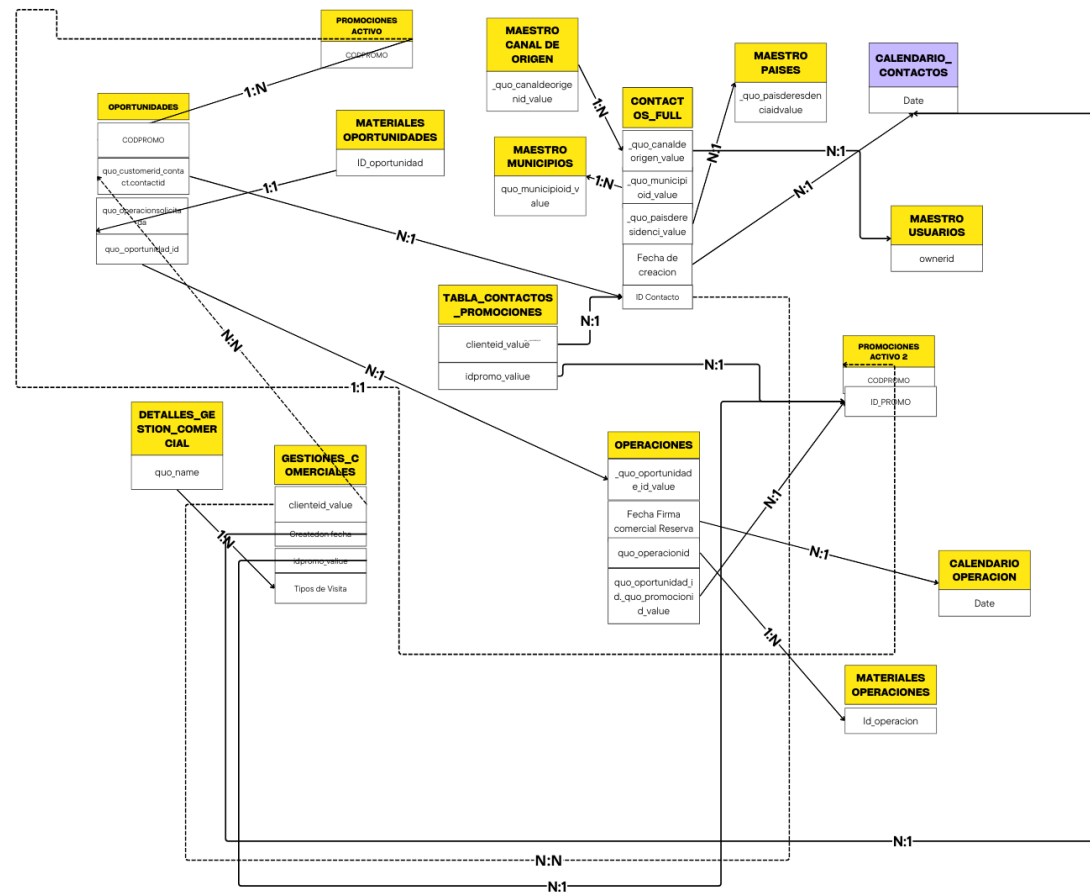 PROMOCIONES
ACTIVO
CODPROMO
MAESTRO
CANAL DE
ORIGEN
_quo_canaldeorige
nid_value
MAESTRO
PAISES
_quo_paisderesden
ciaidvalue
CALENDARIO_
CONTACTOS
Date
1:N
OPORTUNIDADES
CODPROMO
quo_customerid_conta
ct.contactid
quo_operacionsolicit
da
quo_oportunidad_id
MATERIALES
OPORTUNIDADES
ID_oportunidad
1:1
1:N
MAESTRO
MUNICIPIOS
quo_municipioid_v
alue
1:N
CONTACT
OS_FULL
_quo_canalde
origen_value
_quo_municipi
oid_value
_quo_paisdere
sidenci_value
Fecha de
creacion
ID Contacto
N:1
N:1
N:1
MAESTRO
USUARIOS
ownerid
N:1
TABLA_CONTACTOS
_PROMOCIONES
clienteid_value
idpromo_valiue
N:1
N:1
N:N
N:1
1:1
PROMOCIONES
ACTIVO 2
CODPROMO
ID_PROMO
DETALLES_GE
STION_COMER
CIAL
quo_name
GESTIONES_C
OMERCIALES
clienteid_value
Createdon fecha
idpromo_valiue
Tipos de Visita
1:N
OPERACIONES
_quo_oportunidad
e_id_value
Fecha Firma
comercial Reserva
quo_operacionid
quo_oportunidad_i
d._quo_promocioni
d_value
N:1
N:1
CALENDARIO
OPERACION
Date
1:N
MATERIALES
OPERACIONES
Id_operacion
N:1
N:N
N:1